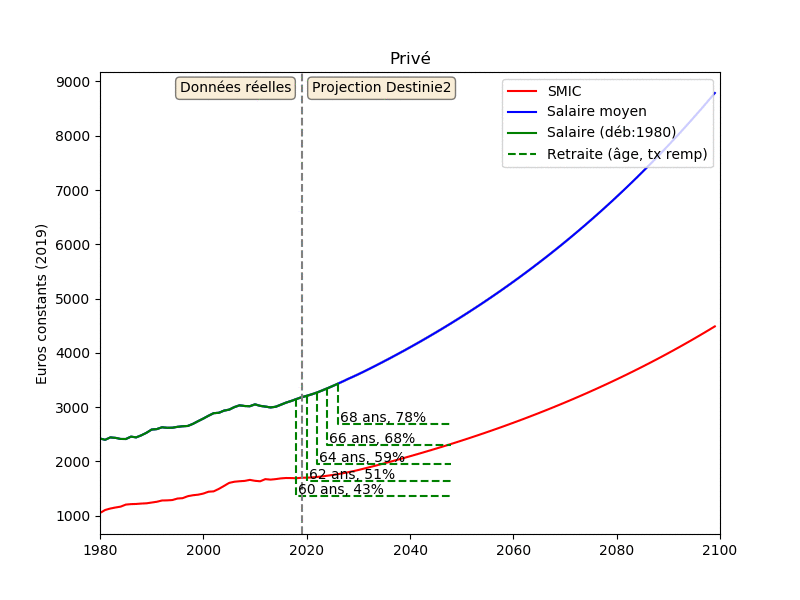 Privé
Données réelles
Projection Destinie2
SMIC
Salaire moyen
Salaire (déb:1980)
Retraite (âge, tx remp)
Euros constants (2019)
9000
8000
7000
6000
5000
4000
3000
2000
1000
68 ans, 78%
66 ans, 68%
64 ans, 59%
62 ans, 51%
60 ans, 43%
1980
2000
2020
2040
2060
2080
2100